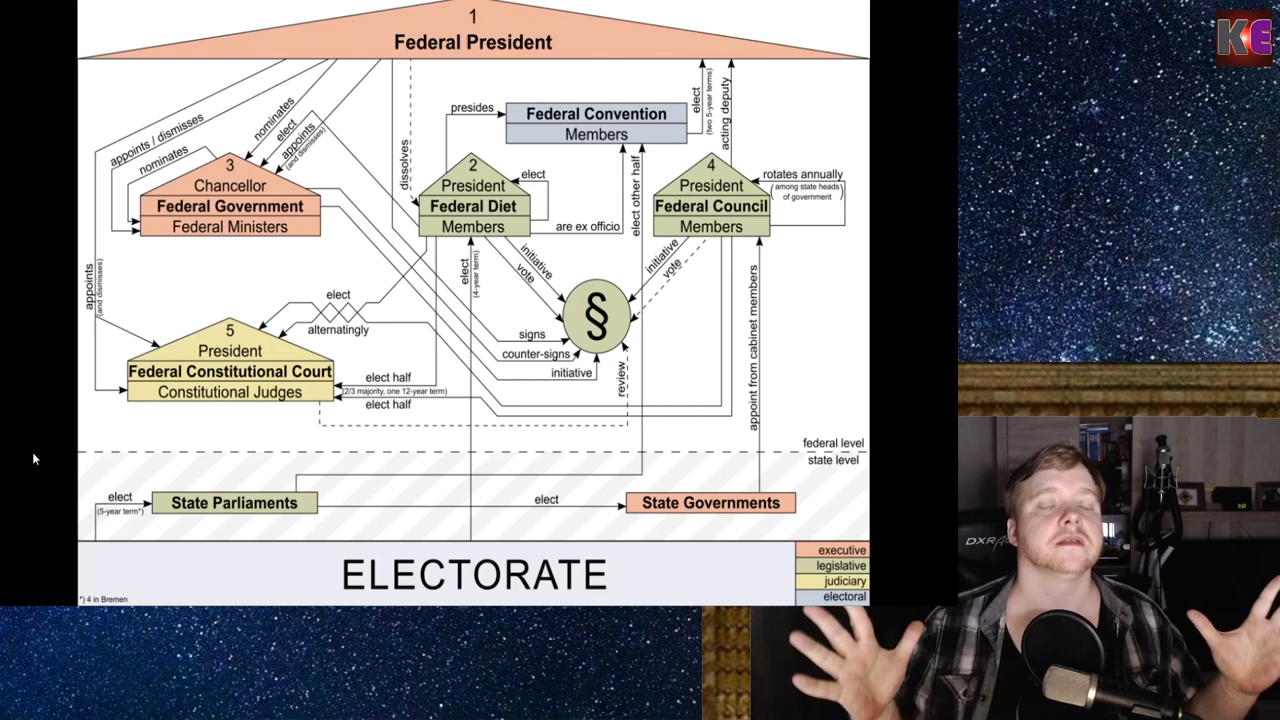 1
Federal President
KE
presides
Federal Convention
Members
elect
(two 5-year terms)
acting deputy
appoints / dismisses
nominates
nominates
elect
appoints
(and dismisses)
dissolves
3
Chancellor
Federal Government
Federal Ministers
2
President
Federal Diet
Members
elect
are ex officio
elect other half
4
President
Federal Council
Members
rotates annually
(among state heads
of government)
initiative
vote
initiative
vote
elect
(4-year term)
§
appoints
(and dismisses)
elect
alternatingly
signs
counter-signs
initiative
review
appoint from cabinet members
5
President
Federal Constitutional Court
Constitutional Judges
elect half
(2/3 majority, one 12-year term)
elect half
federal level
state level
elect
(5-year term*)
State Parliaments
elect
State Governments
ELECTORATE
*) 4 in Bremen
executive
legislative
judiciary
electoral